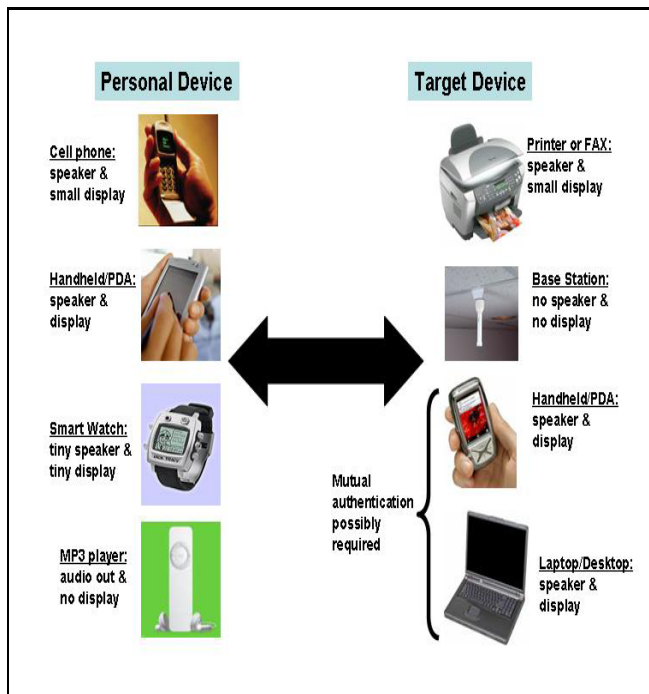 Personal Device
Cell phone:
speaker &
small display
Handheld/PDA:
speaker &
display
Smart Watch:
tiny speaker &
tiny display
MP3 player:
audio out &
no display
Target Device
Printer or FAX:
speaker &
small display
Base Station:
no speaker &
no display
Handheld/PDA:
speaker &
display
Mutual
authentication
possibly
required
Laptop/Desktop:
speaker &
display